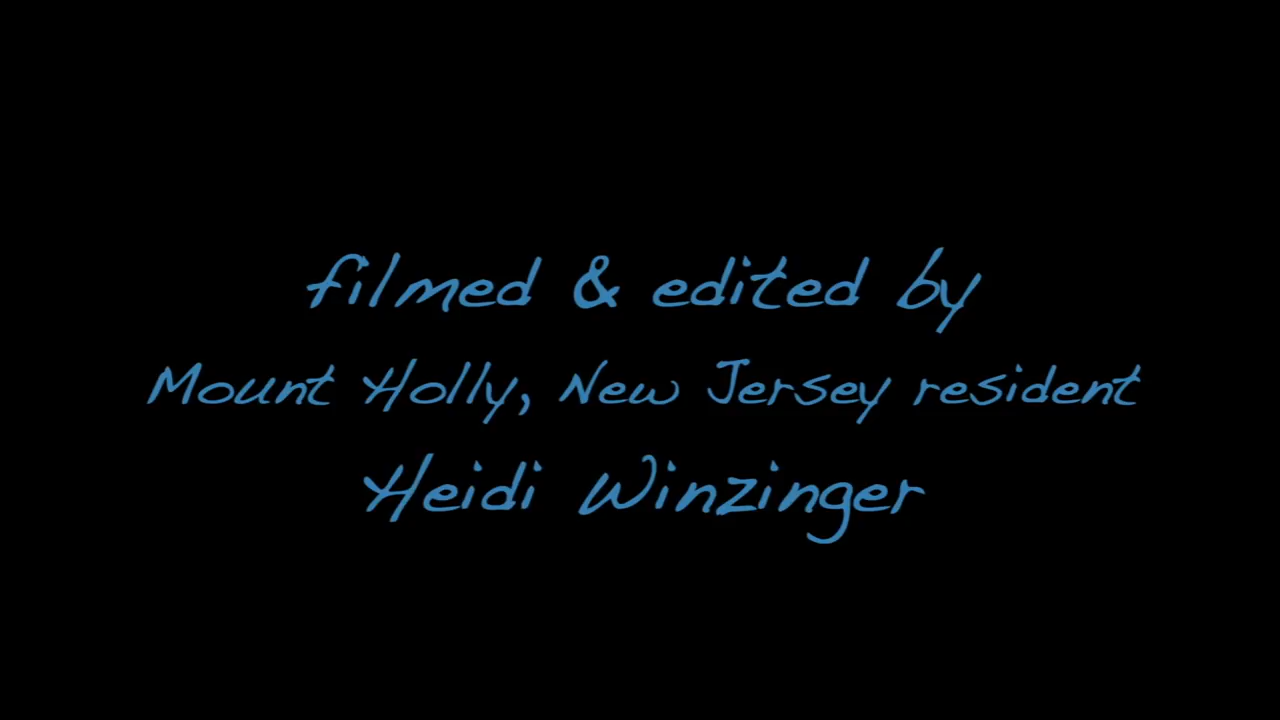 filmed & edited by
Mount Holly, New Jersey resident
Heidi Winzinger